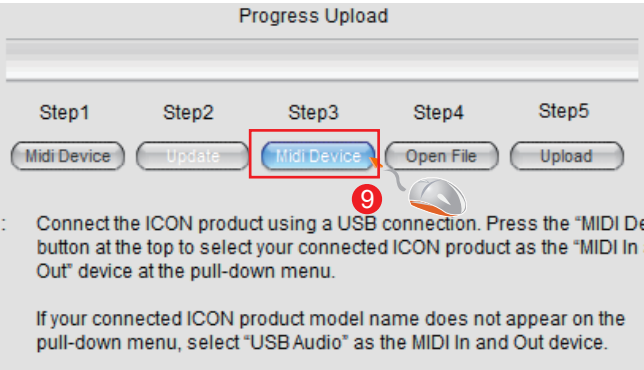 Progress Upload
Step1 Step2 Step3 Step4 Step5
Midi Device Update Midi Device Open File Upload
9
: Connect the ICON product using a USB connection. Press the “MIDI De
button at the top to select your connected ICON product as the “MIDI In
Out” device at the pull-down menu.
If your connected ICON product model name does not appear on the
pull-down menu, select “USB Audio” as the MIDI In and Out device.